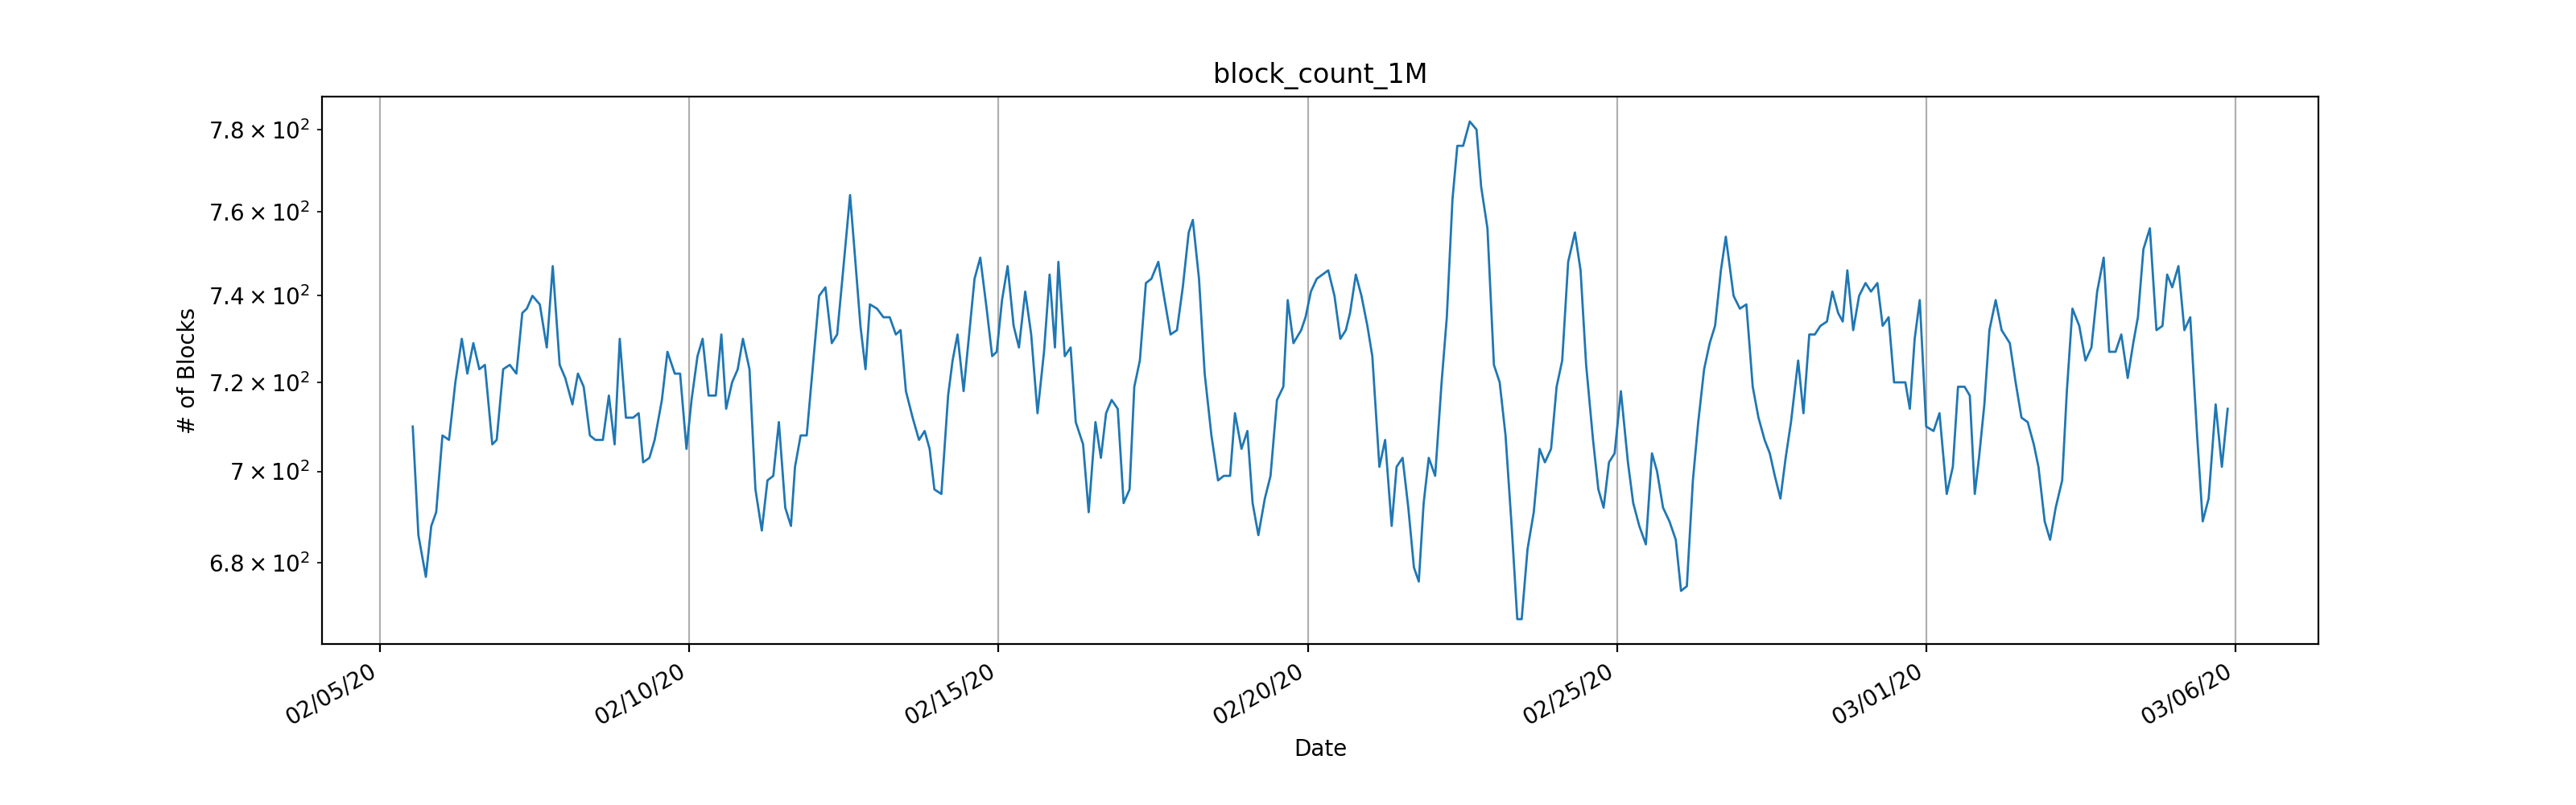 block_count_1M
# of Blocks
7.8 × 10²
7.6 × 10²
7.4 × 10²
7.2 × 10²
7 × 10²
6.8 × 10²
02/05/20
02/10/20
02/15/20
02/20/20
02/25/20
03/01/20
03/06/20
Date